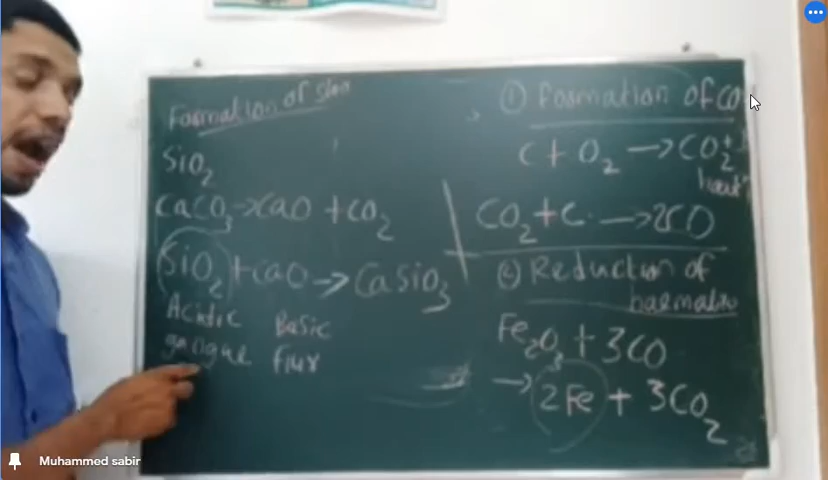 Formation of slag
SiO2
CaCO3→CaO + CO2
SiO2 + CaO → CaSiO3
Acidic Basic
gangue flux
① Formation of CO
C + O2 → CO2 +
heat
CO2 + C → 2CO
② Reduction of
haematite
Fe2O3 + 3CO
→ 2Fe + 3CO2
Muhammed sabir